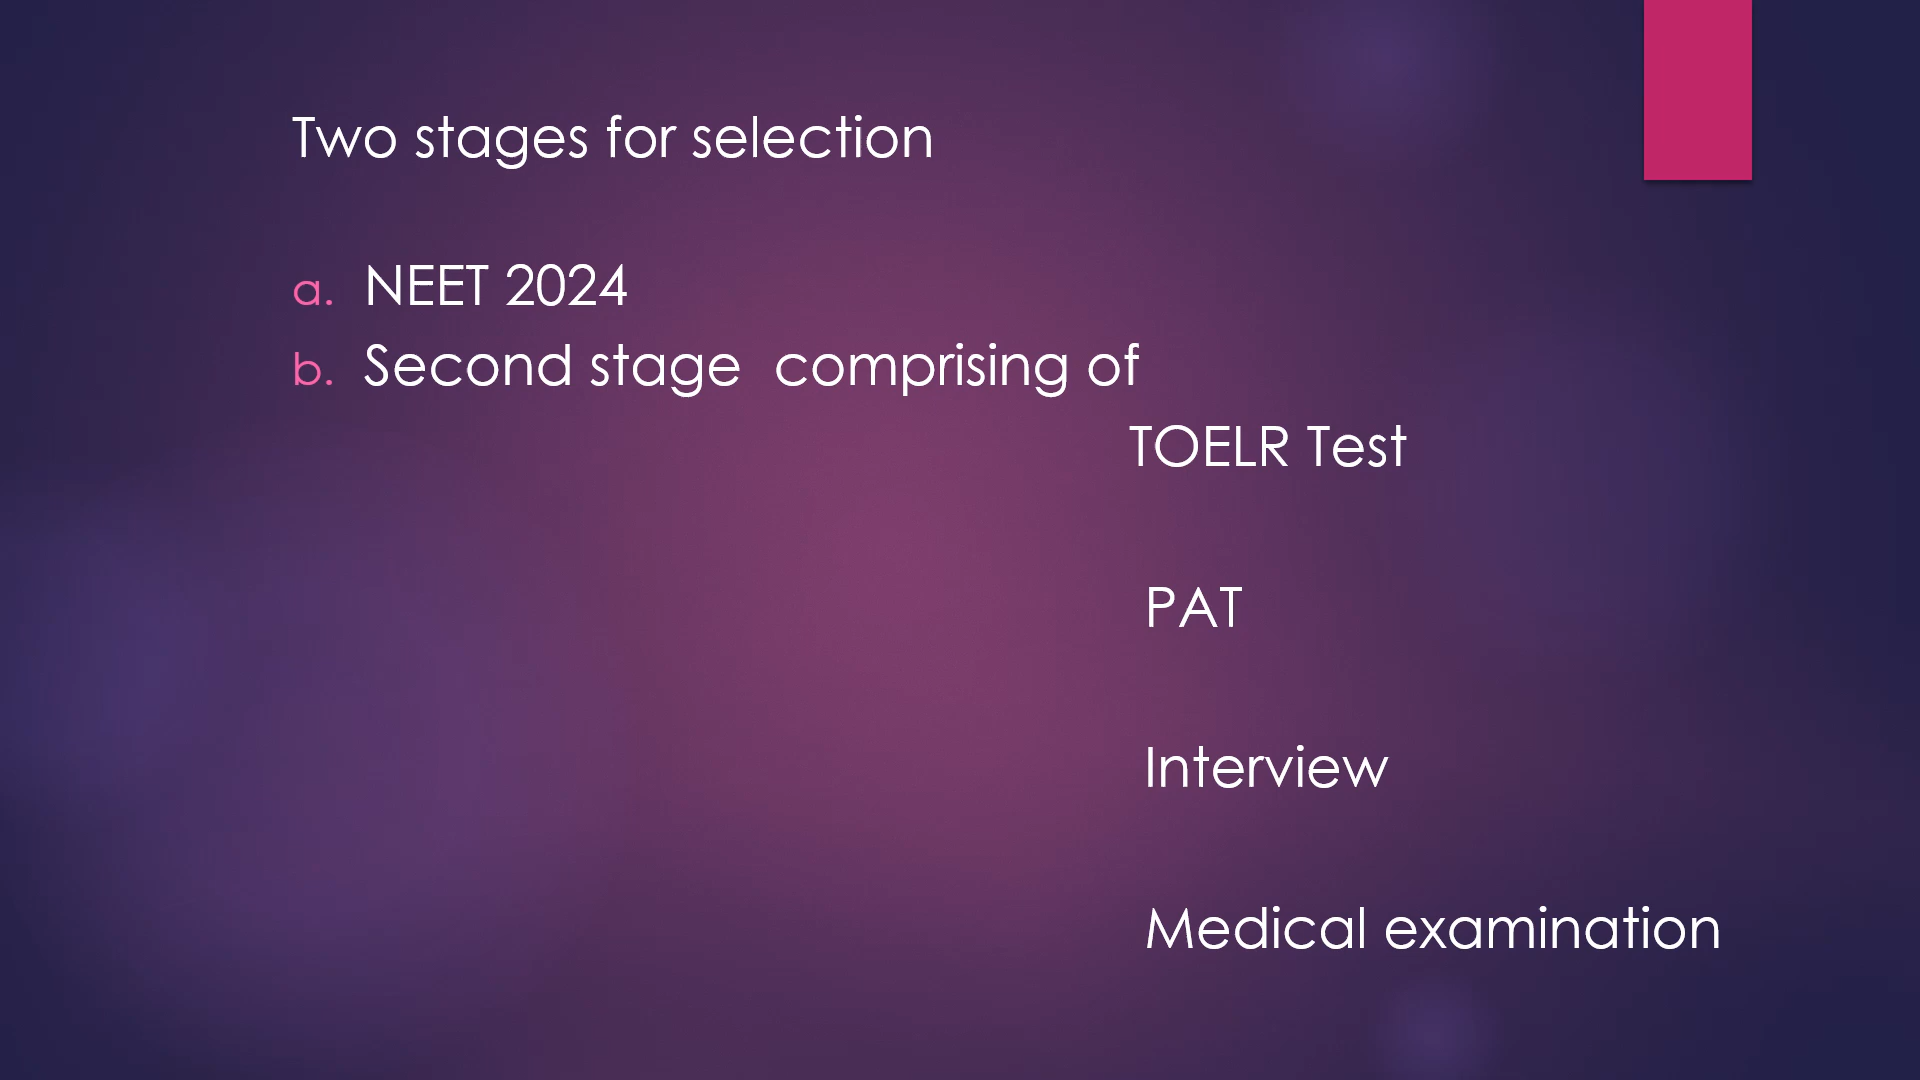 Two stages for selection
a. NEET 2024
b. Second stage  comprising of
TOELR Test
PAT
Interview
Medical examination